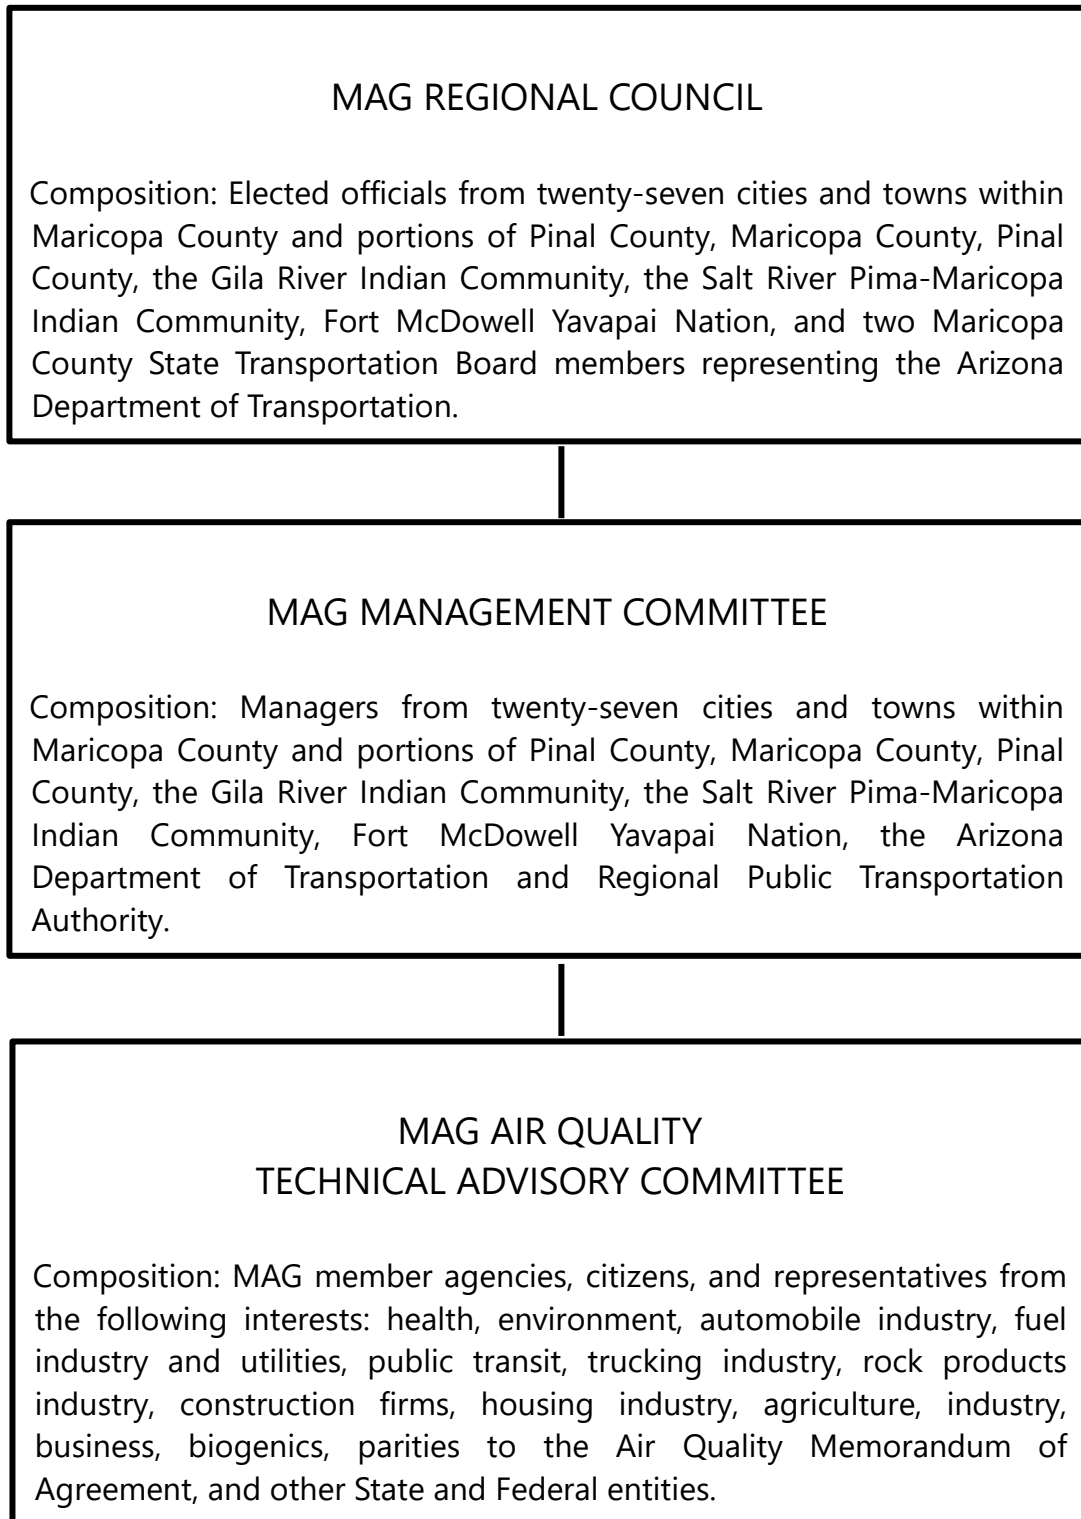 MAG REGIONAL COUNCIL
Composition: Elected officials from twenty-seven cities and towns within
Maricopa County and portions of Pinal County, Maricopa County, Pinal
County, the Gila River Indian Community, the Salt River Pima-Maricopa
Indian Community, Fort McDowell Yavapai Nation, and two Maricopa
County State Transportation Board members representing the Arizona
Department of Transportation.
MAG MANAGEMENT COMMITTEE
Composition: Managers from twenty-seven cities and towns within
Maricopa County and portions of Pinal County, Maricopa County, Pinal
County, the Gila River Indian Community, the Salt River Pima-Maricopa
Indian Community, Fort McDowell Yavapai Nation, the Arizona
Department of Transportation and Regional Public Transportation
Authority.
MAG AIR QUALITY
TECHNICAL ADVISORY COMMITTEE
Composition: MAG member agencies, citizens, and representatives from
the following interests: health, environment, automobile industry, fuel
industry and utilities, public transit, trucking industry, rock products
industry, construction firms, housing industry, agriculture, industry,
business, biogenics, parities to the Air Quality Memorandum of
Agreement, and other State and Federal entities.